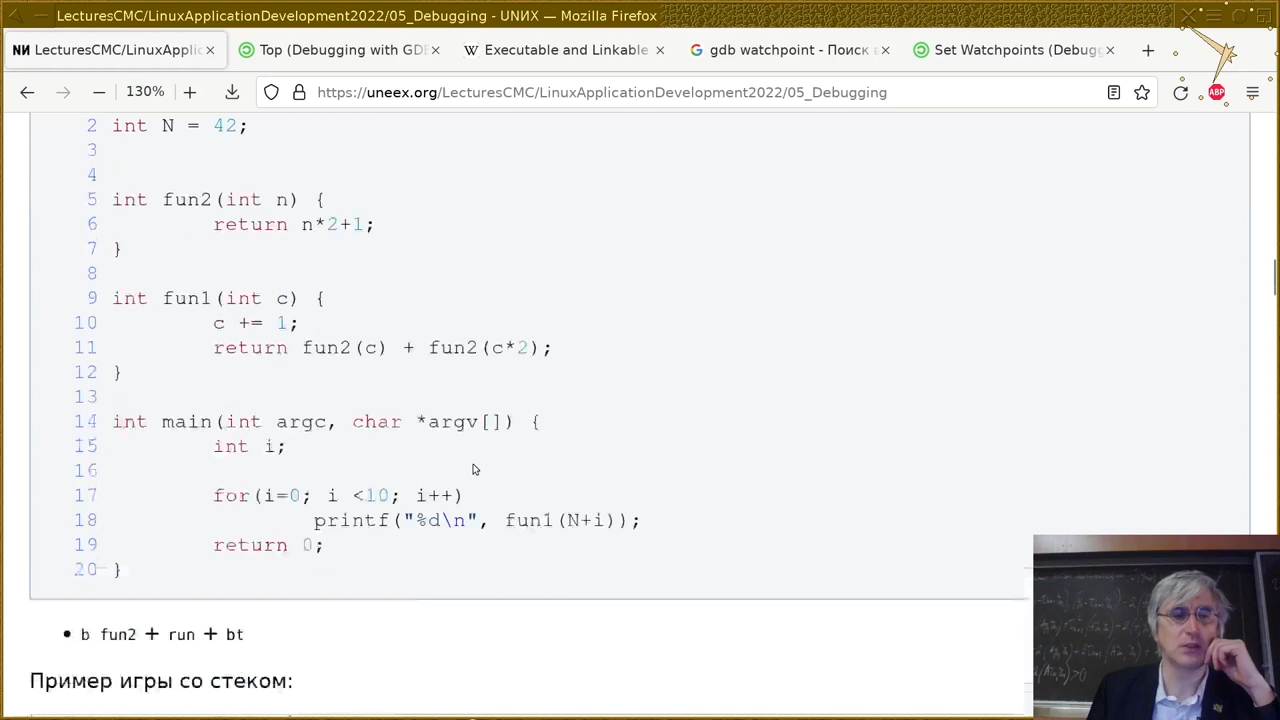 LecturesCMC/LinuxApplicationDevelopment2022/05_Debugging - UNИX — Mozilla Firefox
ИИ LecturesCMC/LinuxApplic × Top (Debugging with GDB × W Executable and Linkable × G gdb watchpoint - Поиск в × Set Watchpoints (Debugg × +
130% https://uneex.org/LecturesCMC/LinuxApplicationDevelopment2022/05_Debugging ABP
2 int N = 42;
3
4
5 int fun2(int n) {
6 return n*2+1;
7 }
8
9 int fun1(int c) {
10 c += 1;
11 return fun2(c) + fun2(c*2);
12 }
13
14 int main(int argc, char *argv[]) {
15 int i;
16
17 for(i=0; i <10; i++)
18 printf("%d\n", fun1(N+i));
19 return 0;
20 }
• b fun2 + run + bt
Пример игры со стеком: